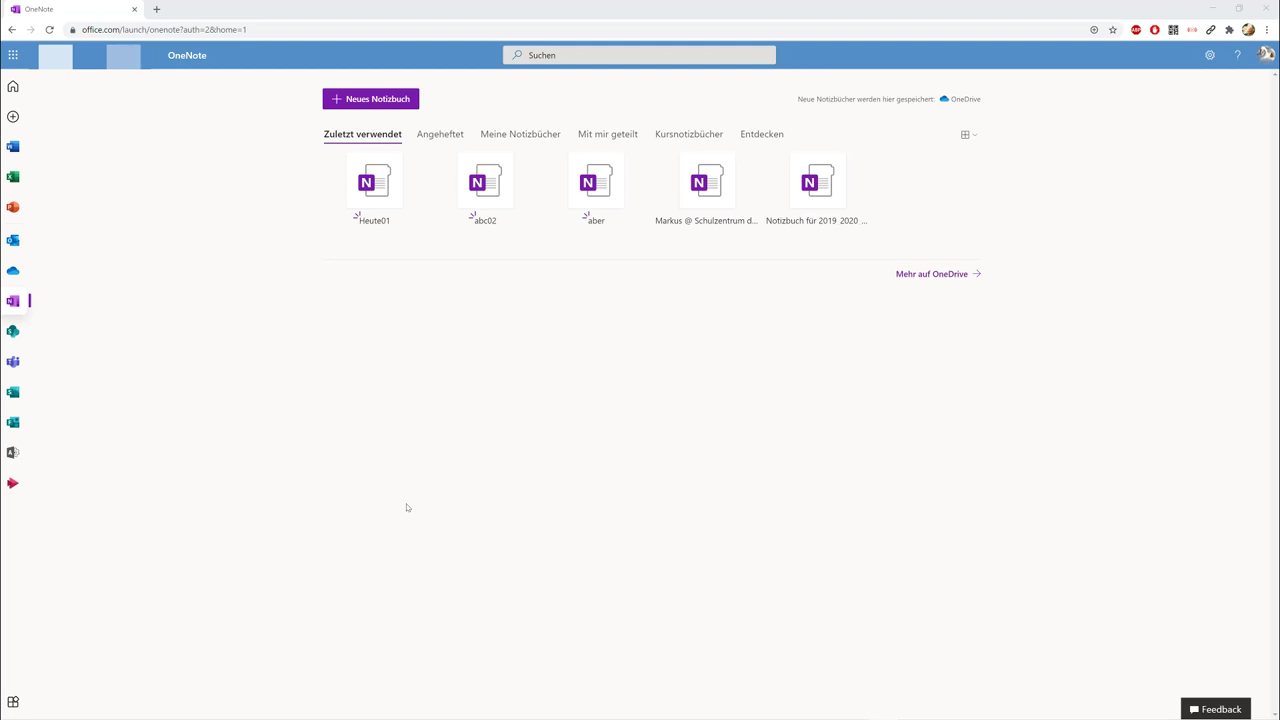 OneNote
office.com/launch/onenote?auth=2&home=1
OneNote
Suchen
Neues Notizbuch
Neue Notizbücher werden hier gespeichert: OneDrive
Zuletzt verwendet Angeheftet Meine Notizbücher Mit mir geteilt Kursnotizbücher Entdecken
Heute01 abc02 aber Markus @ Schulzentrum d... Notizbuch für 2019_2020_...
Mehr auf OneDrive
Feedback